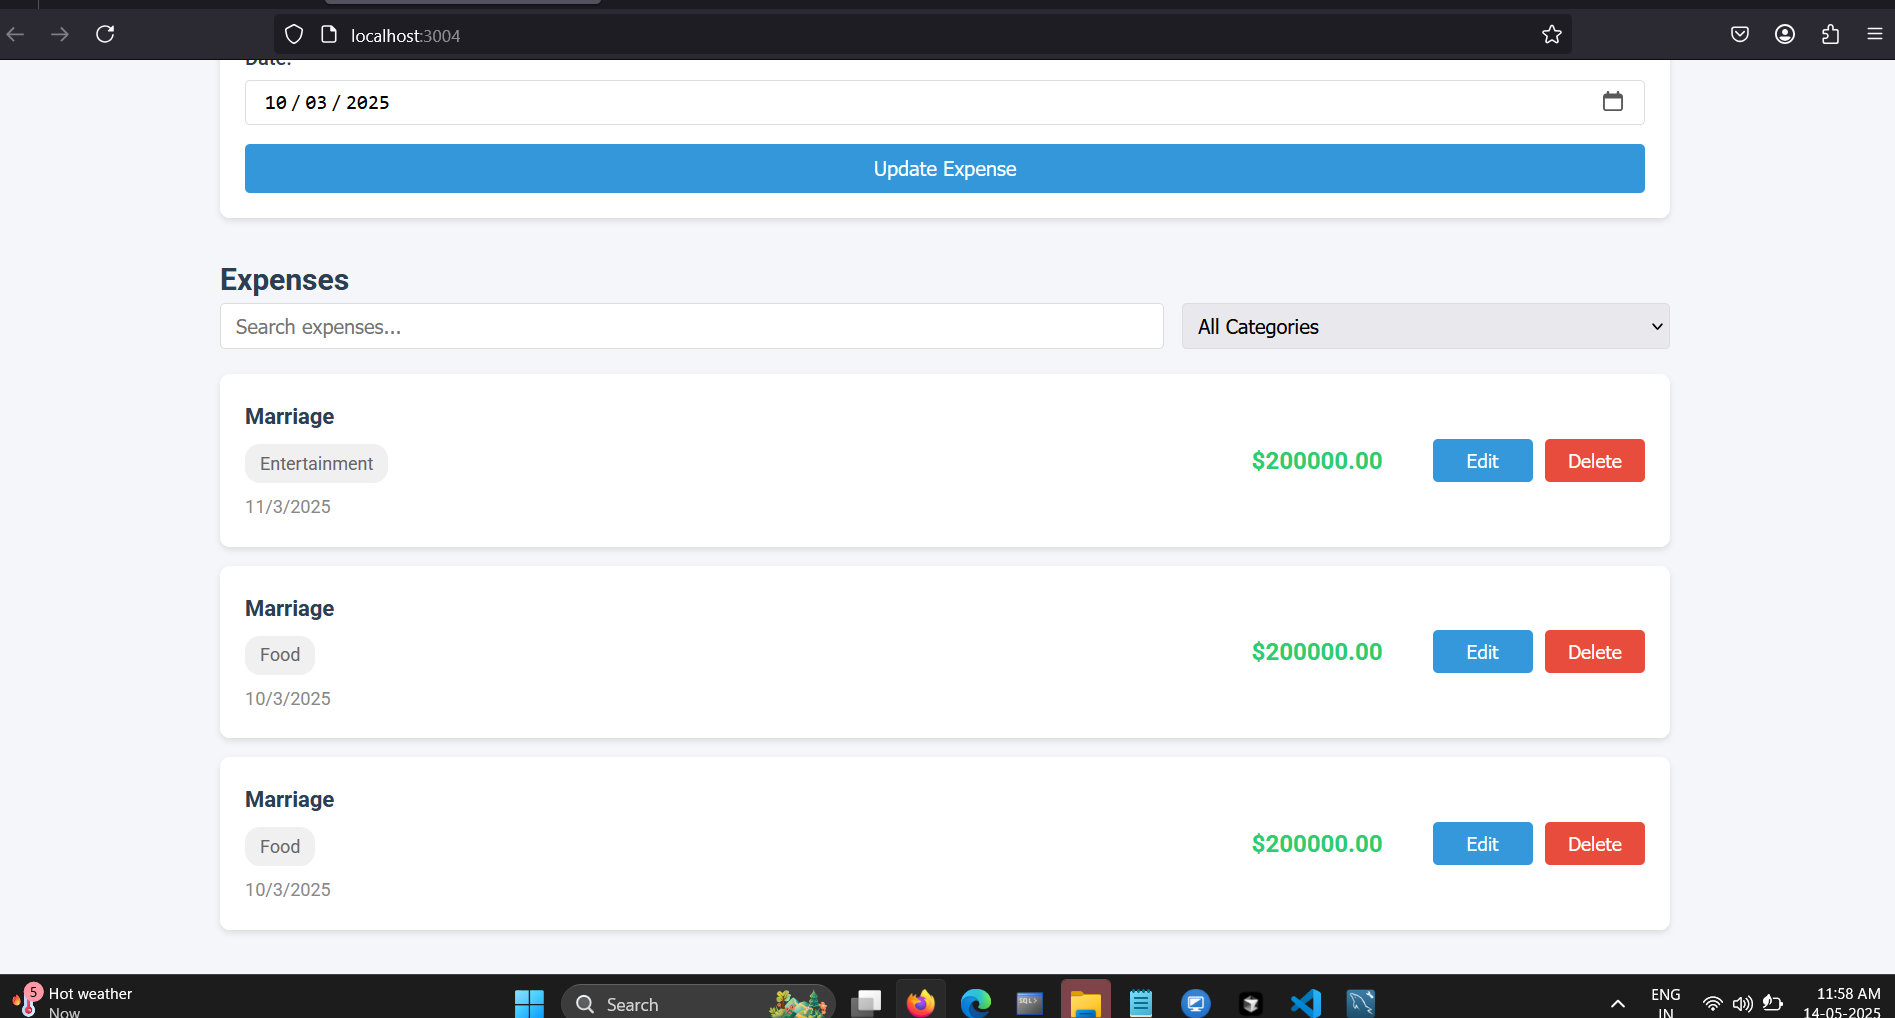 localhost:3004
Date:
10 / 03 / 2025
Update Expense
Expenses
Search expenses...
All Categories
Marriage
Entertainment
11/3/2025
$200000.00
Edit
Delete
Marriage
Food
10/3/2025
$200000.00
Edit
Delete
Marriage
Food
10/3/2025
$200000.00
Edit
Delete
5
Hot weather
Now
Search
SQL>
ENG
IN
11:58 AM
14-05-2025